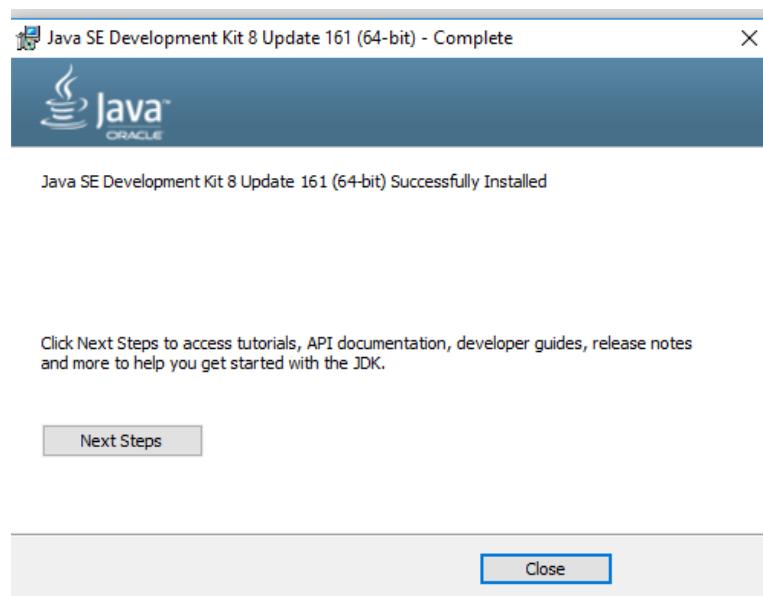 Java SE Development Kit 8 Update 161 (64-bit) - Complete
Java™
ORACLE
Java SE Development Kit 8 Update 161 (64-bit) Successfully Installed
Click Next Steps to access tutorials, API documentation, developer guides, release notes
and more to help you get started with the JDK.
Next Steps
Close